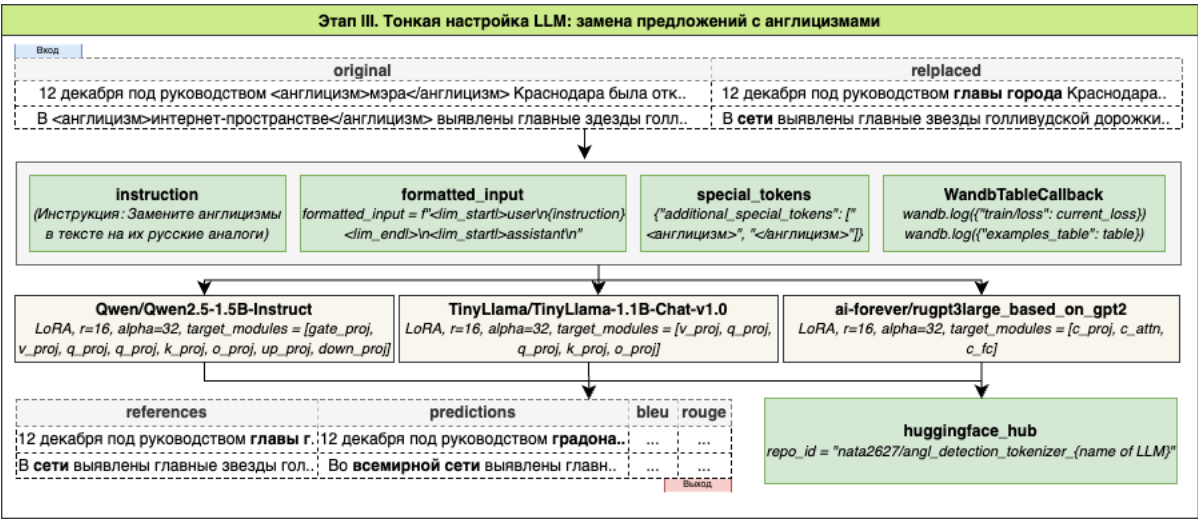 Этап III. Тонкая настройка LLM: замена предложений с англицизмами
Вход
original
relplaced
12 декабря под руководством <англицизм>мэра</англицизм> Краснодара была отк..
12 декабря под руководством главы города Краснодара..
В <англицизм>интернет-пространстве</англицизм> выявлены главные здезды голл..
В сети выявлены главные звезды голливудской дорожки..
instruction
(Инструкция: Замените англицизмы
в тексте на их русские аналоги)
formatted_input
formatted_input = f"<lim_startl>user\n{instruction}
<lim_endl>\n<lim_startl>assistant\n"
special_tokens
{"additional_special_tokens": ["
<англицизм>", "</англицизм>"]}
WandbTableCallback
wandb.log({"train/loss": current_loss})
wandb.log({"examples_table": table})
Qwen/Qwen2.5-1.5B-Instruct
LoRA, r=16, alpha=32, target_modules = [gate_proj,
v_proj, q_proj, q_proj, k_proj, o_proj, up_proj, down_proj]
TinyLlama/TinyLlama-1.1B-Chat-v1.0
LoRA, r=16, alpha=32, target_modules = [v_proj, q_proj,
q_proj, k_proj, o_proj]
ai-forever/rugpt3large_based_on_gpt2
LoRA, r=16, alpha=32, target_modules = [c_proj, c_attn,
c_fc]
references
predictions
bleu
rouge
12 декабря под руководством главы г.
12 декабря под руководством градона..
...
...
В сети выявлены главные звезды гол..
Во всемирной сети выявлены главн..
...
...
Выход
huggingface_hub
repo_id = "nata2627/angl_detection_tokenizer_{name of LLM}"